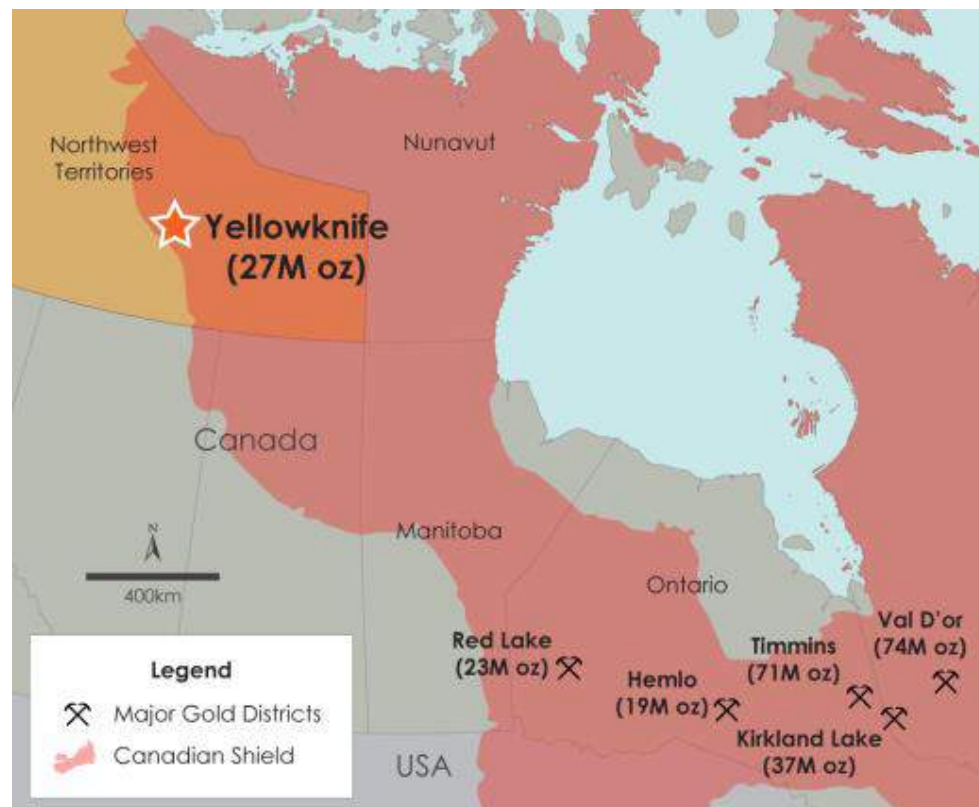 Northwest
Territories
Nunavut
Yellowknife
(27M oz)
Canada
N
400km
Manitoba
Ontario
Red Lake
(23M oz)
Hemlo
(19M oz)
Timmins
(71M oz)
Val D'or
(74M oz)
Kirkland Lake
(37M oz)
USA
Legend
Major Gold Districts
Canadian Shield